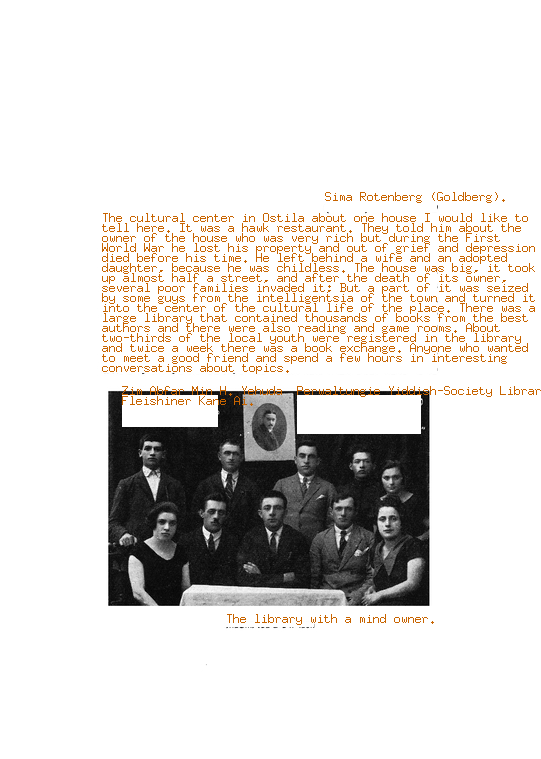 Sima Rotenberg (Goldberg).
The cultural center in Ostila about one house I would like to
tell here. It was a hawk restaurant. They told him about the
owner of the house who was very rich but during the First
World War he lost his property and out of grief and depression
died before his time. He left behind a wife and an adopted
daughter, because he was childless. The house was big, it took
up almost half a street, and after the death of its owner,
several poor families invaded it: But a part of it was seized
by some guys from the intelligentsia of the town and turned it
into the center of the cultural life of the place. There was a
large library that contained thousands of books from the best
authors and there were also reading and game rooms. About
two-thirds of the local youth were registered in the library
and twice a week there was a book exchange. Anyone who wanted
to meet a good friend and spend a few hours in interesting
conversations about topics.
Yiddish-Society Librar
Fleishiner Kane
The library with a mind owner.